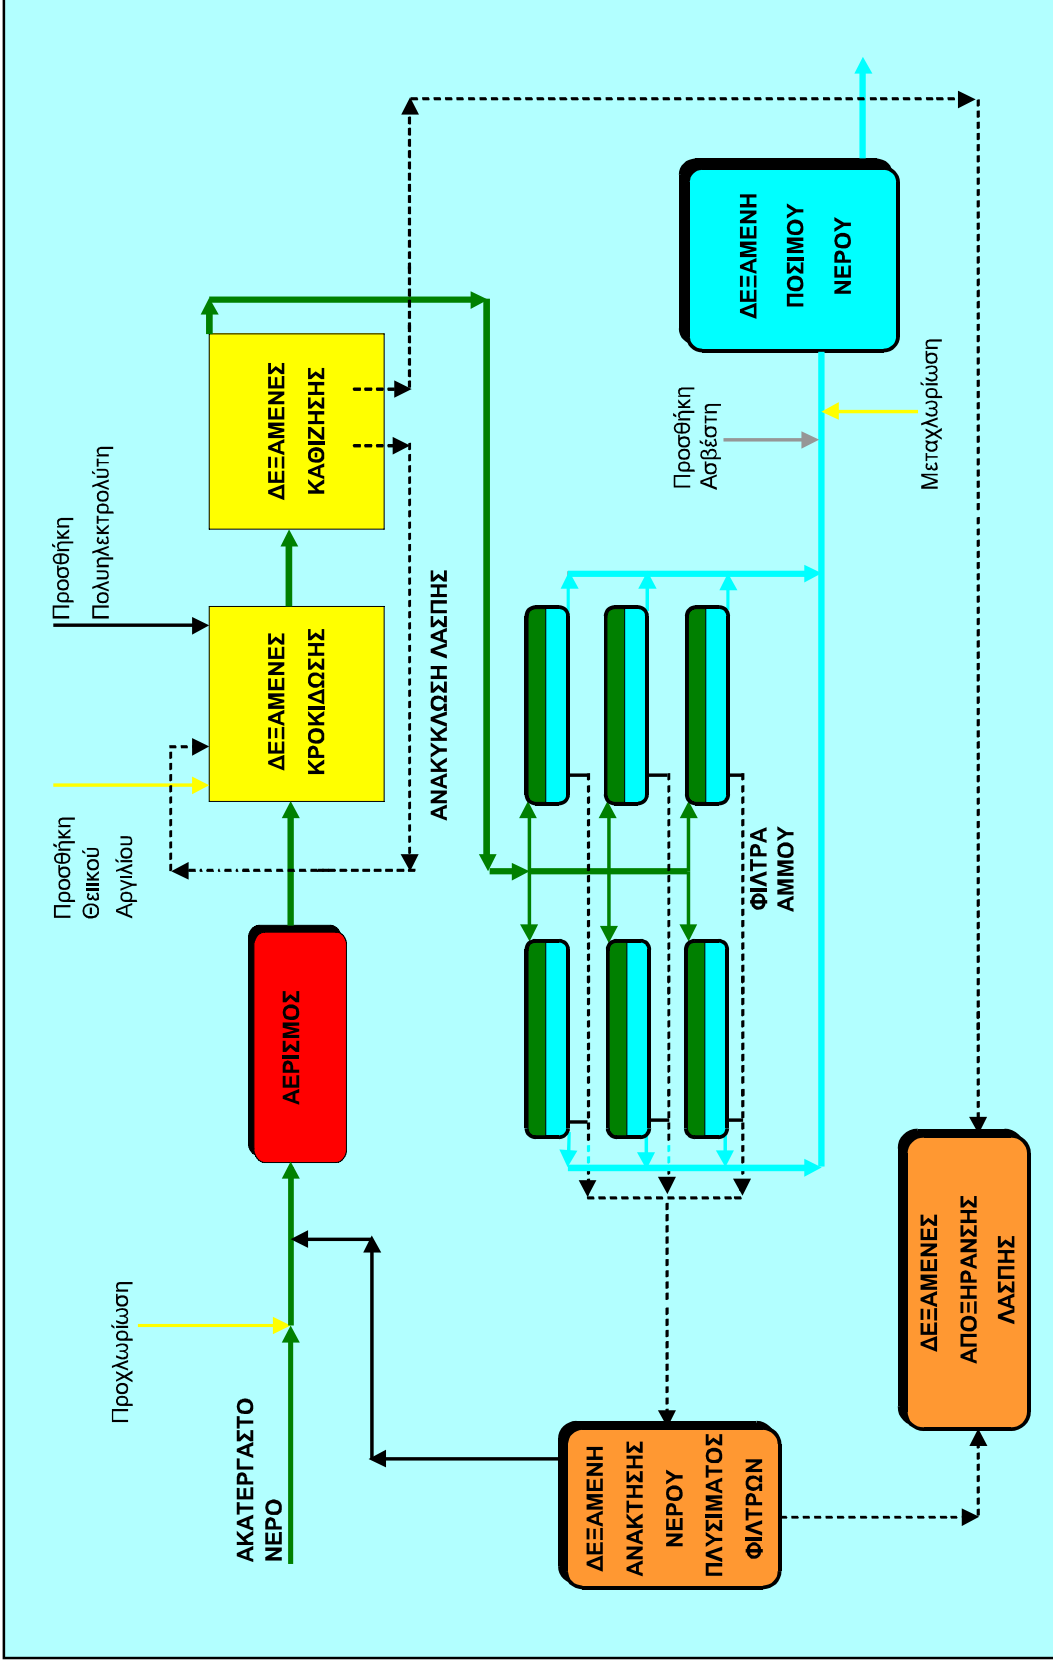 ΑΚΑΤΕΡΓΑΣΤΟ
ΝΕΡΟ
Προχλωρίωση
ΑΕΡΙΣΜΟΣ
Προσθήκη
Θειικού
Αργιλίου
ΔΕΞΑΜΕΝΕΣ
ΚΡΟΚΙΔΩΣΗΣ
Προσθήκη
Πολυηλεκτρολύτη
ΔΕΞΑΜΕΝΕΣ
ΚΑΘΙΖΗΣΗΣ
ΑΝΑΚΥΚΛΩΣΗ ΛΑΣΠΗΣ
ΦΙΛΤΡΑ
ΑΜΜΟΥ
Προσθήκη
Ασβέστη
Μεταχλωρίωση
ΔΕΞΑΜΕΝΗ
ΠΟΣΙΜΟΥ
ΝΕΡΟΥ
ΔΕΞΑΜΕΝΗ
ΑΝΑΚΤΗΣΗΣ
ΝΕΡΟΥ
ΠΛΥΣΙΜΑΤΟΣ
ΦΙΛΤΡΩΝ
ΔΕΞΑΜΕΝΕΣ
ΑΠΟΞΗΡΑΝΣΗΣ
ΛΑΣΠΗΣ